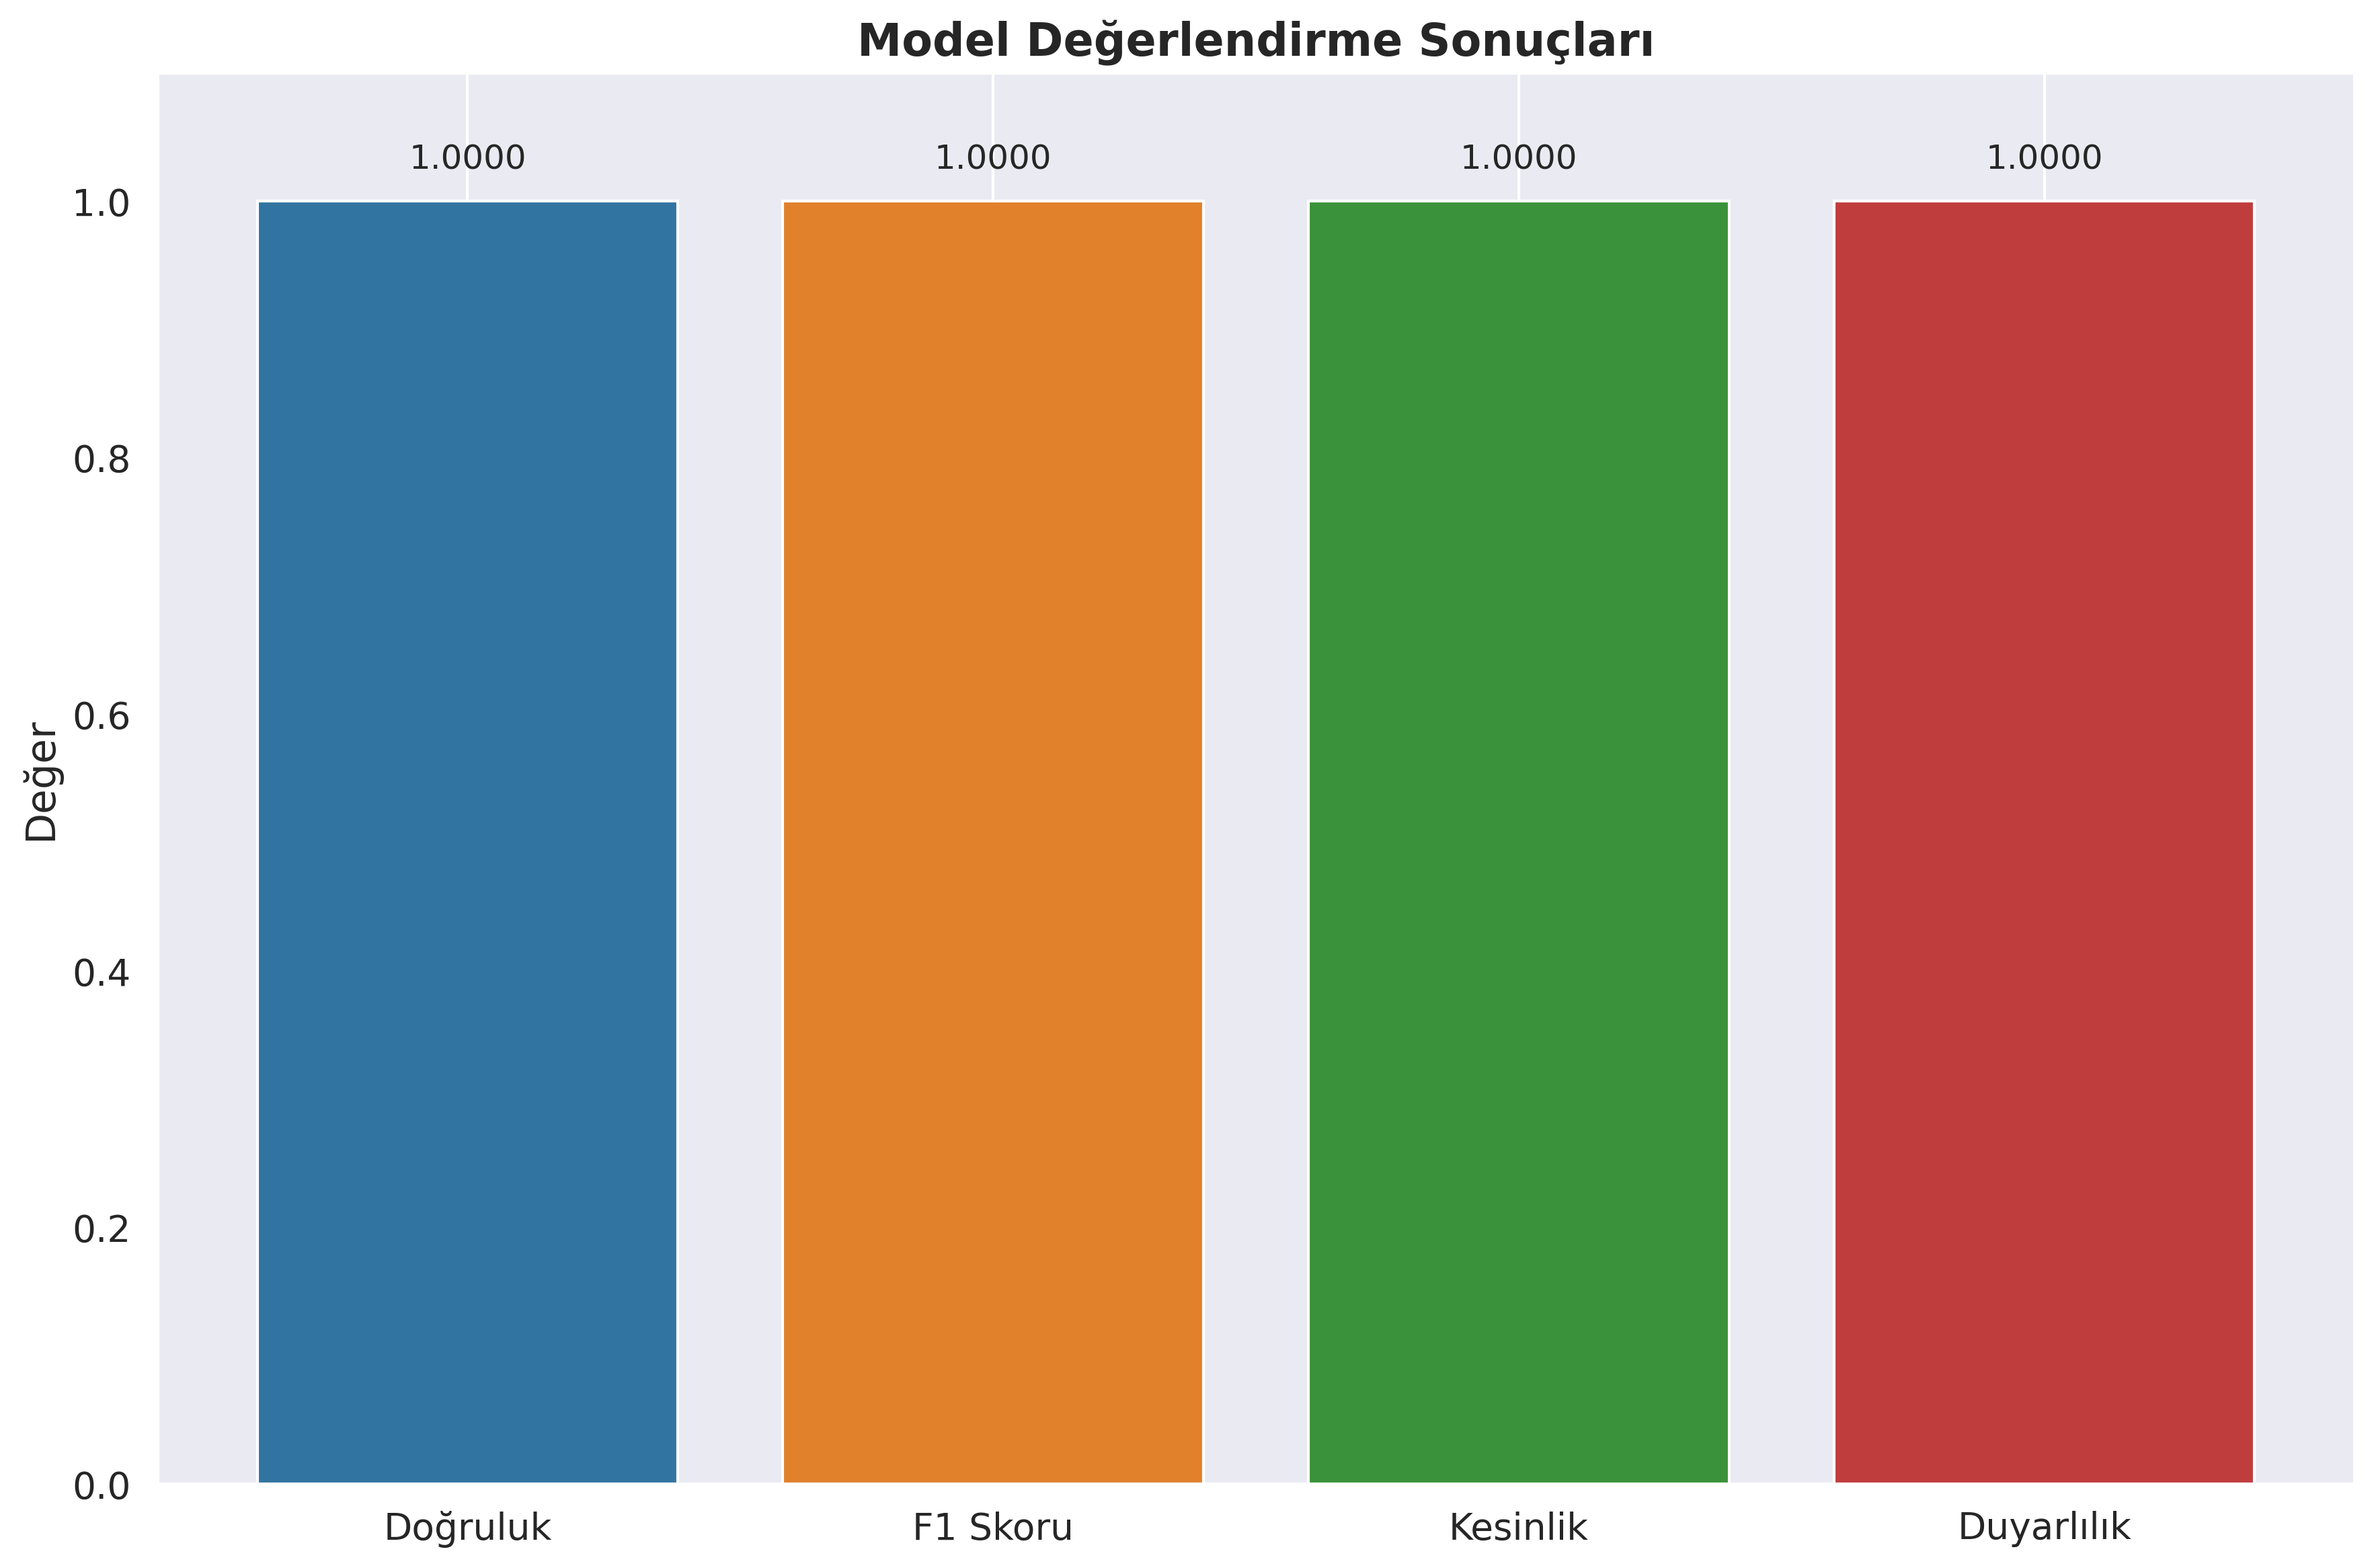 Model Değerlendirme Sonuçları
1.0000 1.0000 1.0000 1.0000
1.0
0.8
0.6
0.4
0.2
0.0
Değer
Doğruluk F1 Skoru Kesinlik Duyarlılık